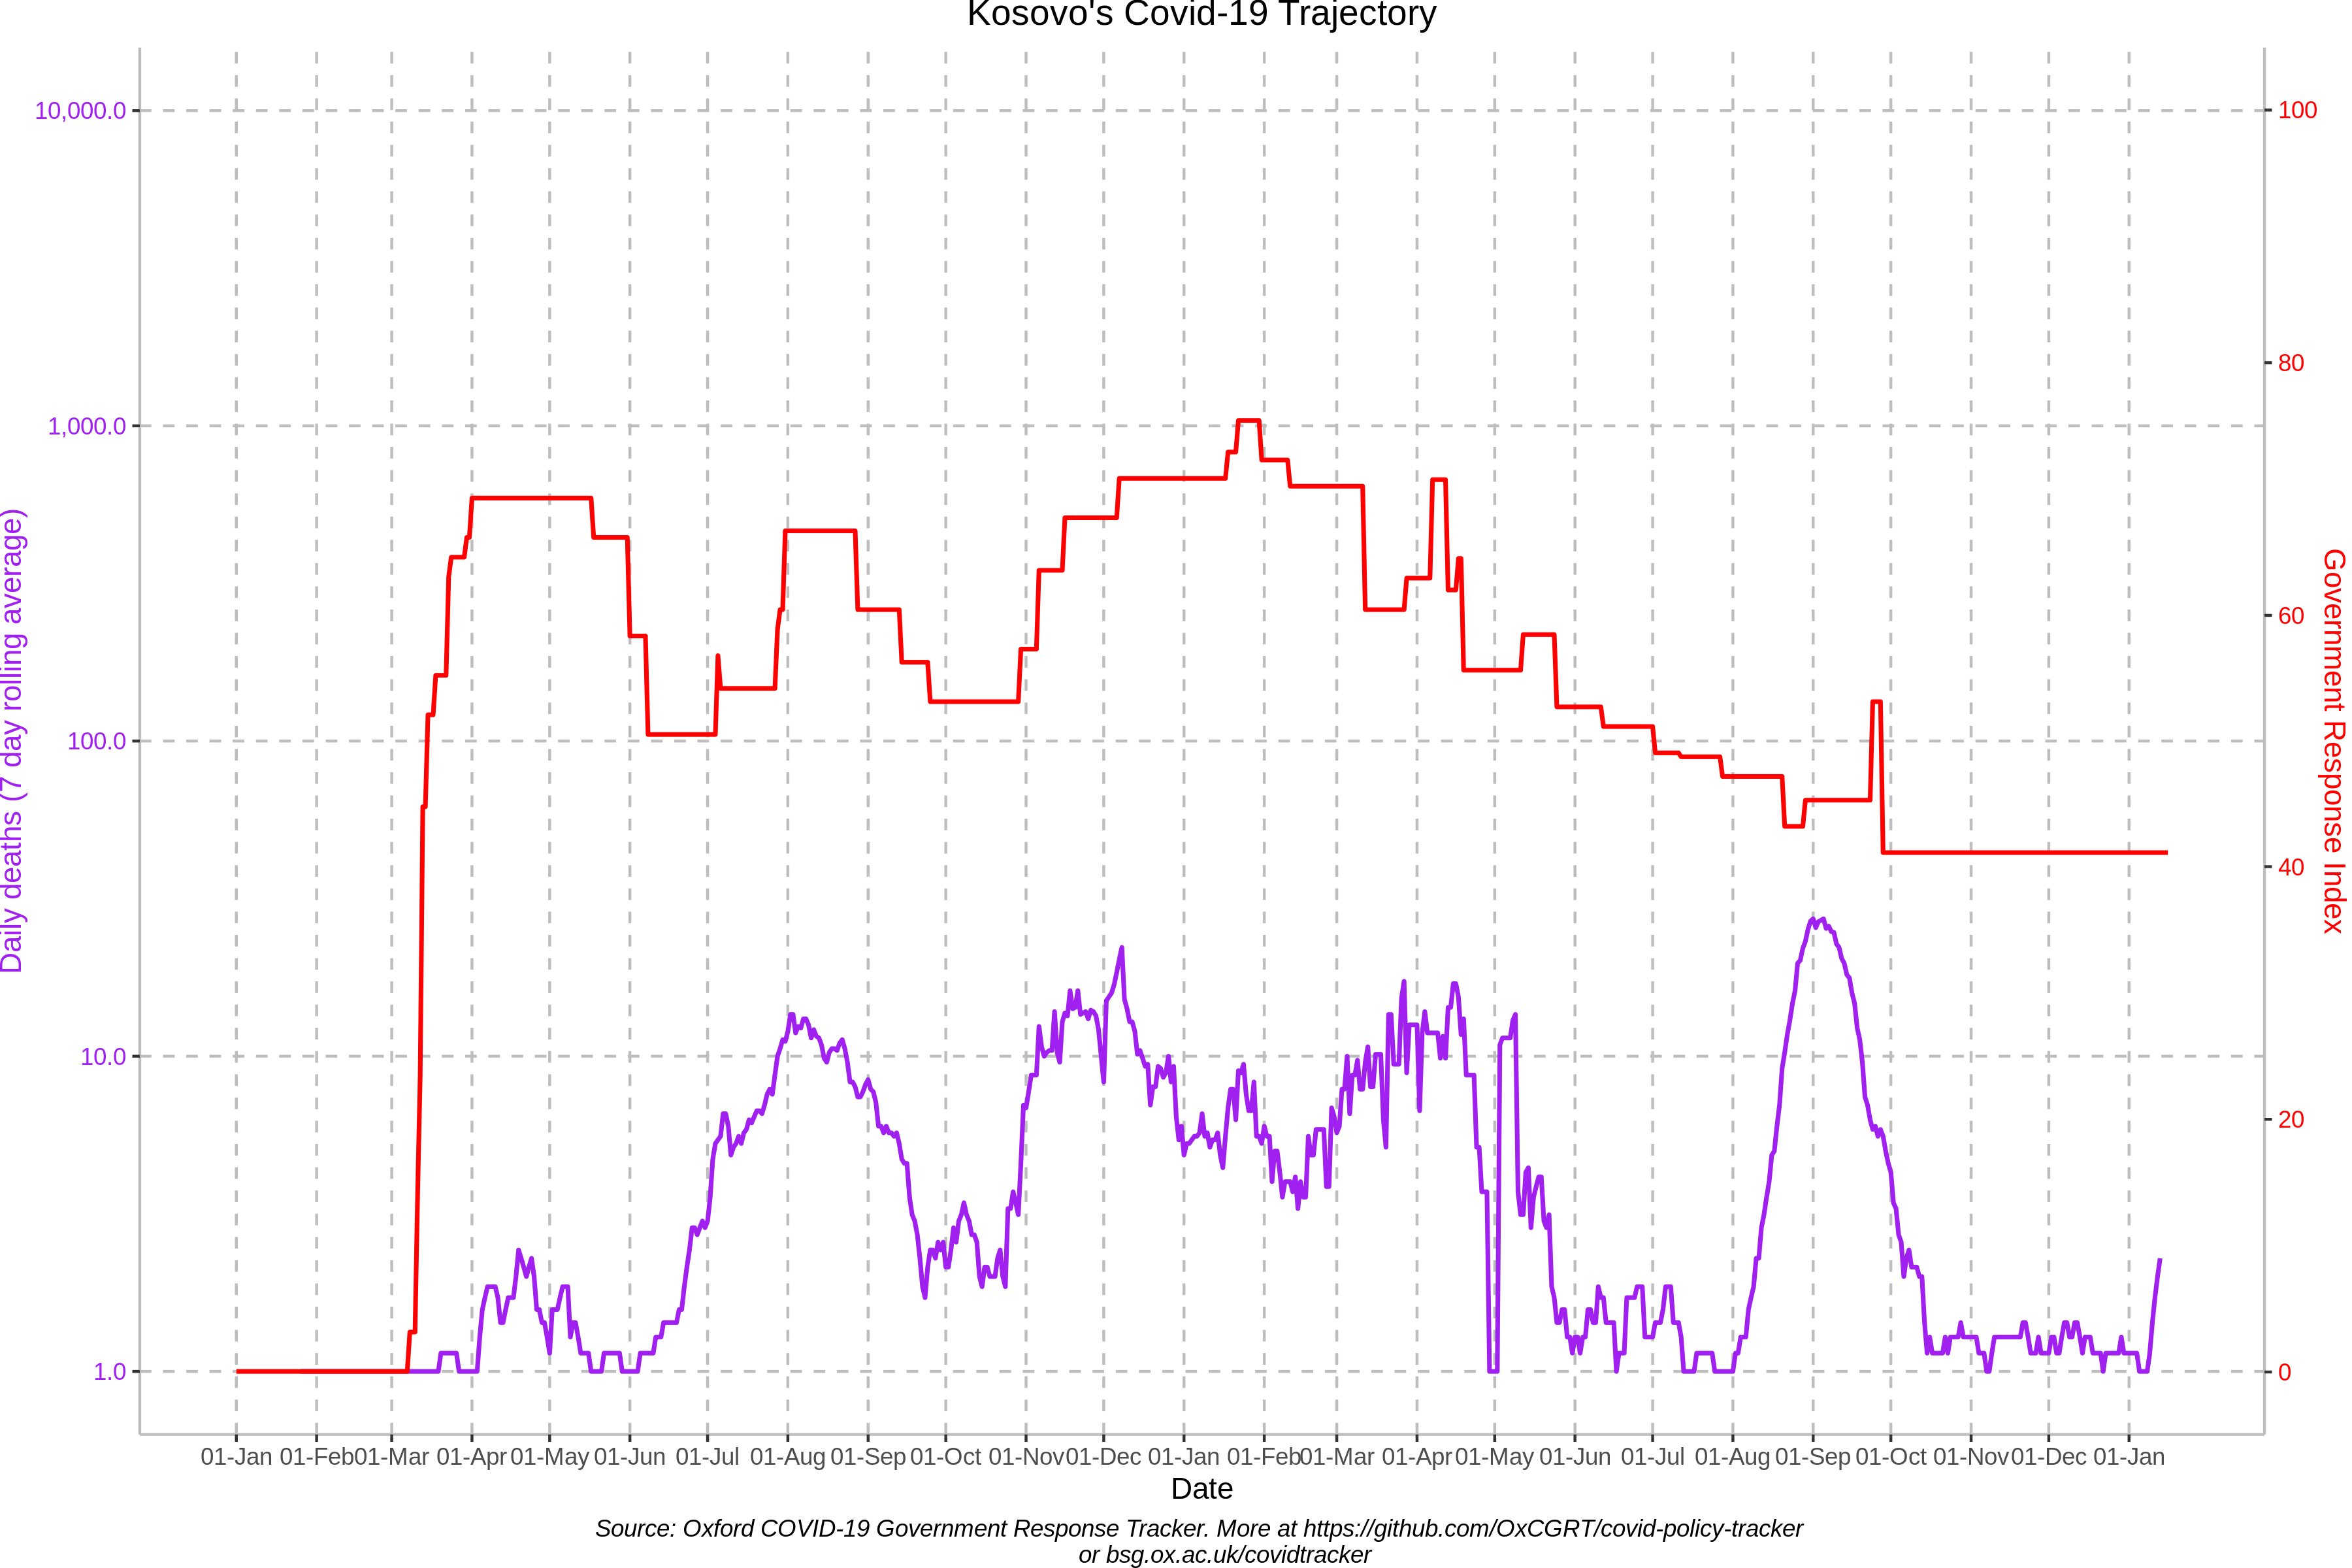 Kosovo's Covid-19 Trajectory
10,000.0
1,000.0
100.0
10.0
1.0
Daily deaths (7 day rolling average)
100
80
60
40
20
0
Government Response Index
01-Jan 01-Feb 01-Mar 01-Apr 01-May 01-Jun 01-Jul 01-Aug 01-Sep 01-Oct 01-Nov 01-Dec 01-Jan 01-Feb 01-Mar 01-Apr 01-May 01-Jun 01-Jul 01-Aug 01-Sep 01-Oct 01-Nov 01-Dec 01-Jan
Date
Source: Oxford COVID-19 Government Response Tracker. More at https://github.com/OxCGRT/covid-policy-tracker
or bsg.ox.ac.uk/covidtracker